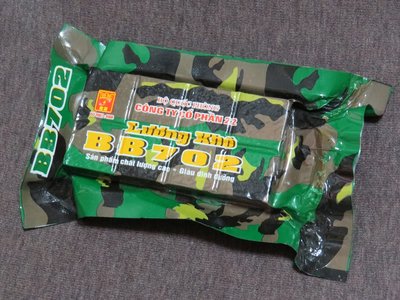 BB702
BỘ QUỐC PHÒNG
CÔNG TY CỔ PHẦN 22
Lương Khô
BB702
Sản phẩm chất lượng cao - Giàu dinh dưỡng